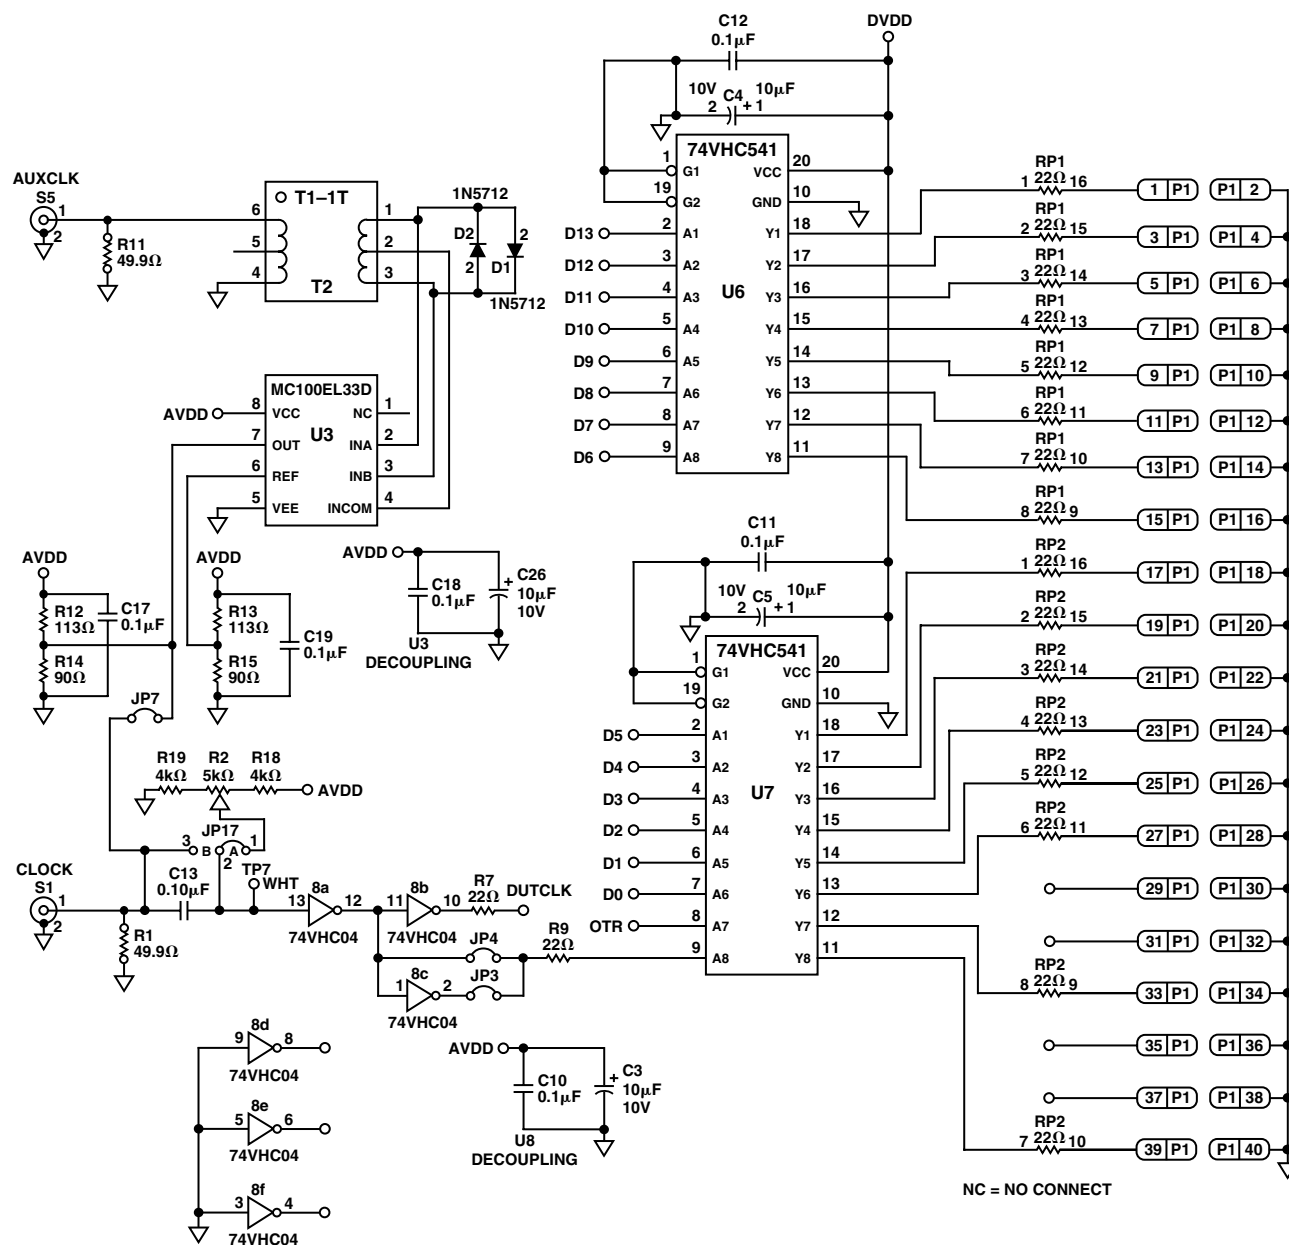 C12
0.1µF
DVDD
10V 10µF
2 C4 + 1
74VHC541
1 G1 VCC 20
19 G2 GND 10
D13 2 A1 Y1 18
D12 3 A2 Y2 17
D11 4 A3 Y3 16
U6
D10 5 A4 Y4 15
D9 6 A5 Y5 14
D8 7 A6 Y6 13
D7 8 A7 Y7 12
D6 9 A8 Y8 11
RP1
1 22Ω 16
1 P1 P1 2
RP1
2 22Ω 15
3 P1 P1 4
RP1
3 22Ω 14
5 P1 P1 6
RP1
4 22Ω 13
7 P1 P1 8
RP1
5 22Ω 12
9 P1 P1 10
RP1
6 22Ω 11
11 P1 P1 12
RP1
7 22Ω 10
13 P1 P1 14
RP1
8 22Ω 9
15 P1 P1 16
AUXCLK
S5
1
2
R11
49.9Ω
T1–1T
6 1
5 2
4 3
T2
1N5712
D2
2
2
D1
1N5712
MC100EL33D
AVDD 8 VCC NC 1
U3
7 OUT INA 2
6 REF INB 3
5 VEE INCOM 4
AVDD
R12
113Ω
C17
0.1µF
R14
90Ω
AVDD
R13
113Ω
C19
0.1µF
R15
90Ω
AVDD
C18
0.1µF
+ C26
10µF
10V
U3
DECOUPLING
JP7
R19
4kΩ
R2
5kΩ
R18
4kΩ
AVDD
JP17
3 B A 1
2
CLOCK
S1
1
2
R1
49.9Ω
C13
0.10µF
TP7
WHT
8a
13 12
74VHC04
8b
11 10
74VHC04
R7
22Ω
DUTCLK
JP4
8c
1 2
74VHC04
JP3
R9
22Ω
C11
0.1µF
10V 10µF
2 C5 + 1
74VHC541
1 G1 VCC 20
19 G2 GND 10
D5 2 A1 Y1 18
D4 3 A2 Y2 17
D3 4 A3 Y3 16
U7
D2 5 A4 Y4 15
D1 6 A5 Y5 14
D0 7 A6 Y6 13
OTR 8 A7 Y7 12
9 A8 Y8 11
RP2
1 22Ω 16
17 P1 P1 18
RP2
2 22Ω 15
19 P1 P1 20
RP2
3 22Ω 14
21 P1 P1 22
RP2
4 22Ω 13
23 P1 P1 24
RP2
5 22Ω 12
25 P1 P1 26
RP2
6 22Ω 11
27 P1 P1 28
29 P1 P1 30
31 P1 P1 32
RP2
8 22Ω 9
33 P1 P1 34
35 P1 P1 36
37 P1 P1 38
RP2
7 22Ω 10
39 P1 P1 40
8d
9 8
74VHC04
8e
5 6
74VHC04
8f
3 4
74VHC04
AVDD
C10
0.1µF
+ C3
10µF
10V
U8
DECOUPLING
NC = NO CONNECT